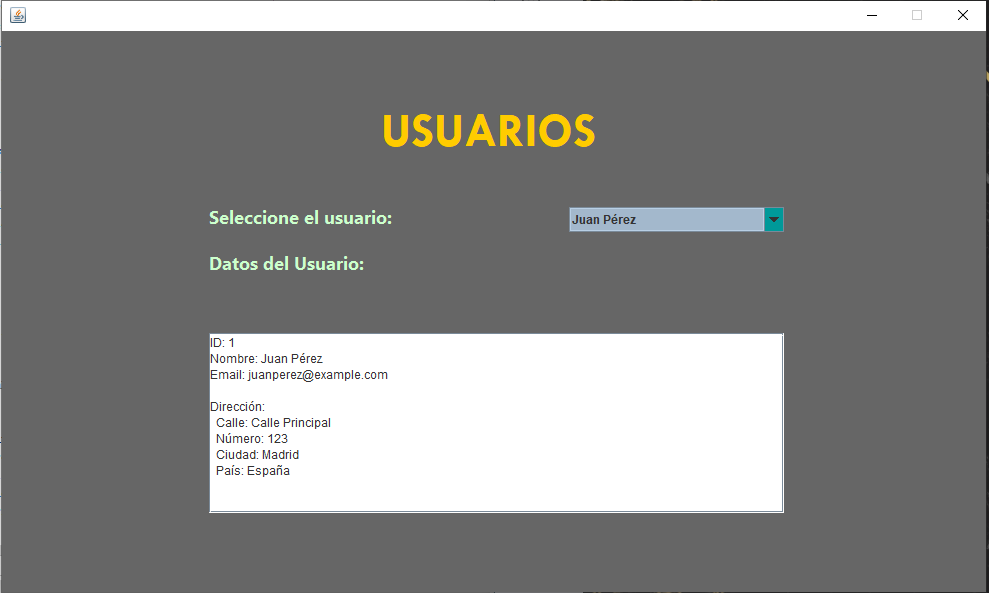 USUARIOS
Seleccione el usuario: Juan Pérez
Datos del Usuario:
ID: 1
Nombre: Juan Pérez
Email: juanperez@example.com
Dirección:
Calle: Calle Principal
Número: 123
Ciudad: Madrid
País: España